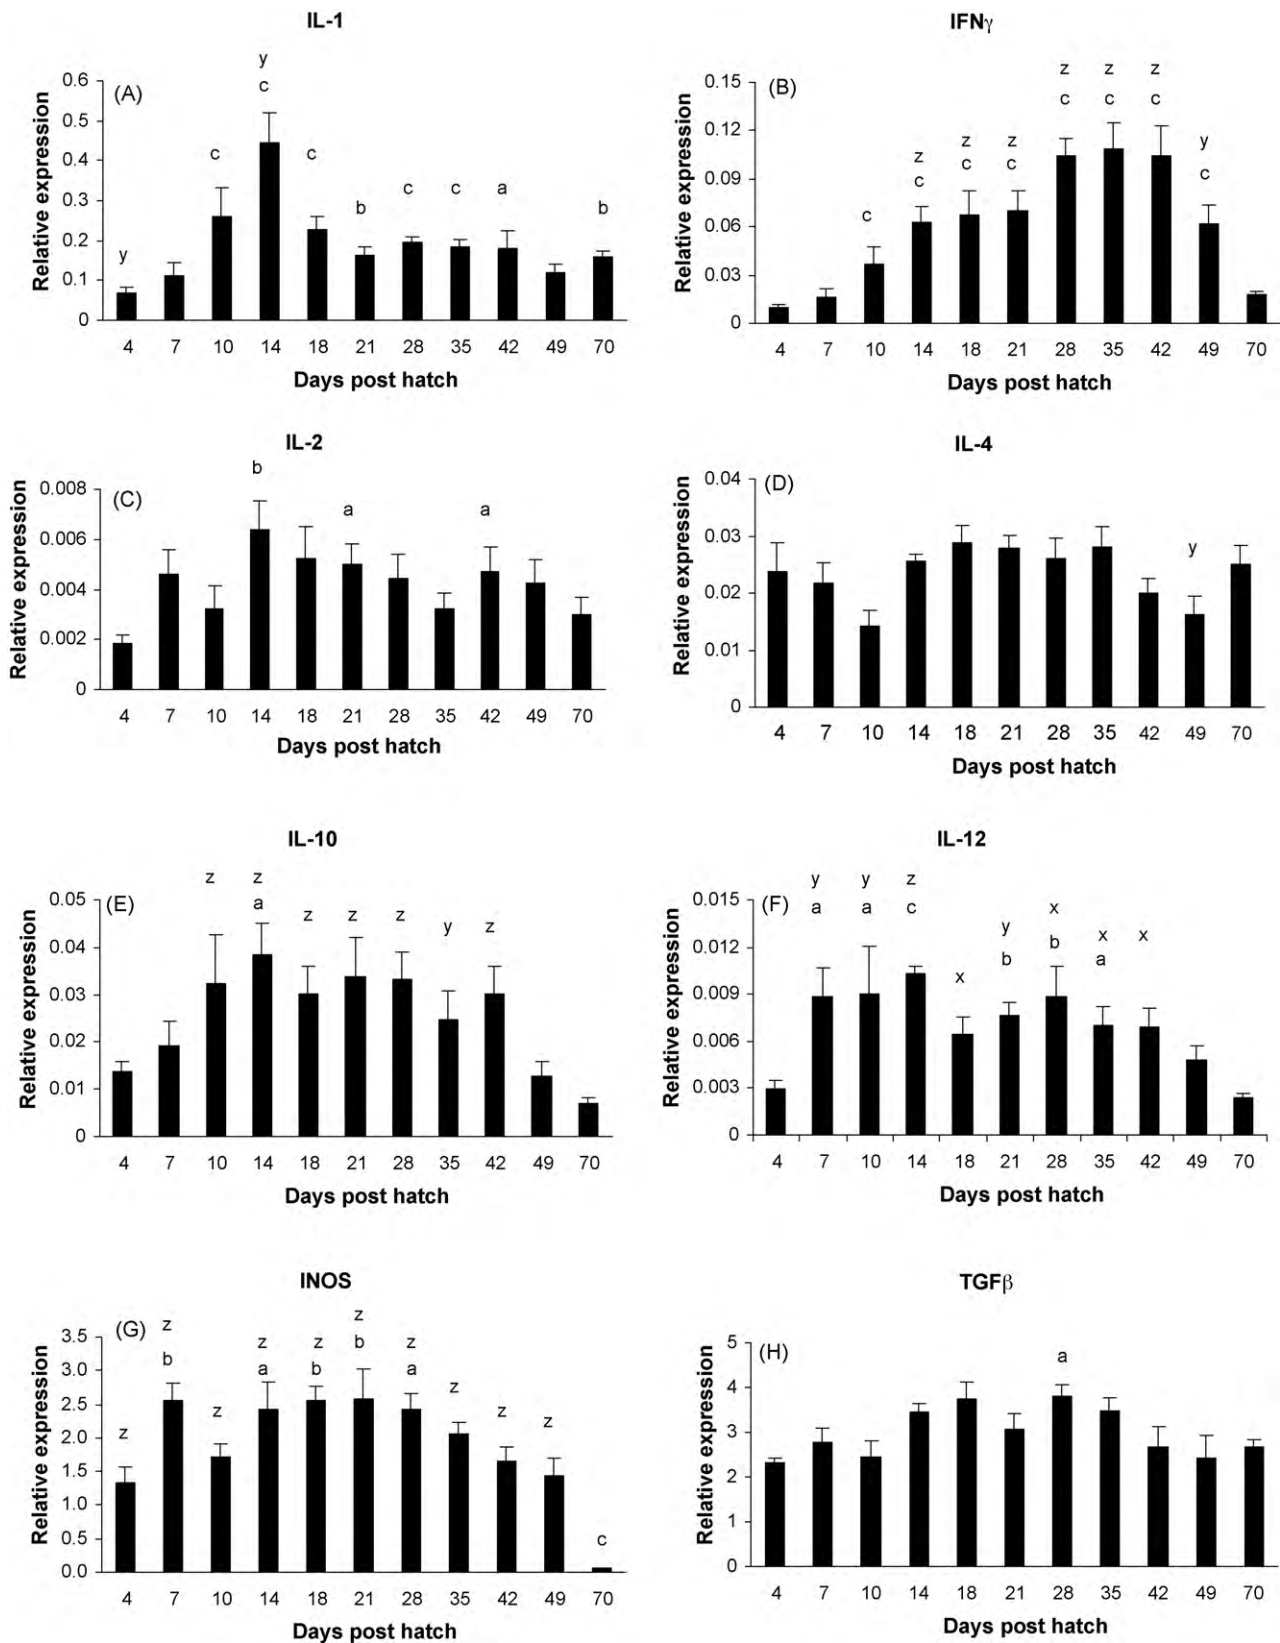 IL-1
(A)
Relative expression
0.6
0.5
0.4
0.3
0.2
0.1
0
y
y
c
c
c
b
c
c
a
b
4 7 10 14 18 21 28 35 42 49 70
Days post hatch
IFNγ
(B)
Relative expression
0.15
0.12
0.09
0.06
0.03
0
c
z
c
z
c
z
c
z
c
z
c
z
c
y
c
4 7 10 14 18 21 28 35 42 49 70
Days post hatch
IL-2
(C)
Relative expression
0.008
0.006
0.004
0.002
0
b
a
a
4 7 10 14 18 21 28 35 42 49 70
Days post hatch
IL-4
(D)
Relative expression
0.04
0.03
0.02
0.01
0
y
4 7 10 14 18 21 28 35 42 49 70
Days post hatch
IL-10
(E)
Relative expression
0.05
0.04
0.03
0.02
0.01
0
z
z
a
z
z
z
y
z
4 7 10 14 18 21 28 35 42 49 70
Days post hatch
IL-12
(F)
Relative expression
0.015
0.012
0.009
0.006
0.003
0
y
a
y
a
z
c
x
y
b
x
b
x
a
x
4 7 10 14 18 21 28 35 42 49 70
Days post hatch
INOS
(G)
Relative expression
3.5
3.0
2.5
2.0
1.5
1.0
0.5
0.0
z
z
b
z
z
a
z
b
z
b
z
a
z
z
z
c
4 7 10 14 18 21 28 35 42 49 70
Days post hatch
TGFβ
(H)
Relative expression
5
4
3
2
1
0
a
4 7 10 14 18 21 28 35 42 49 70
Days post hatch